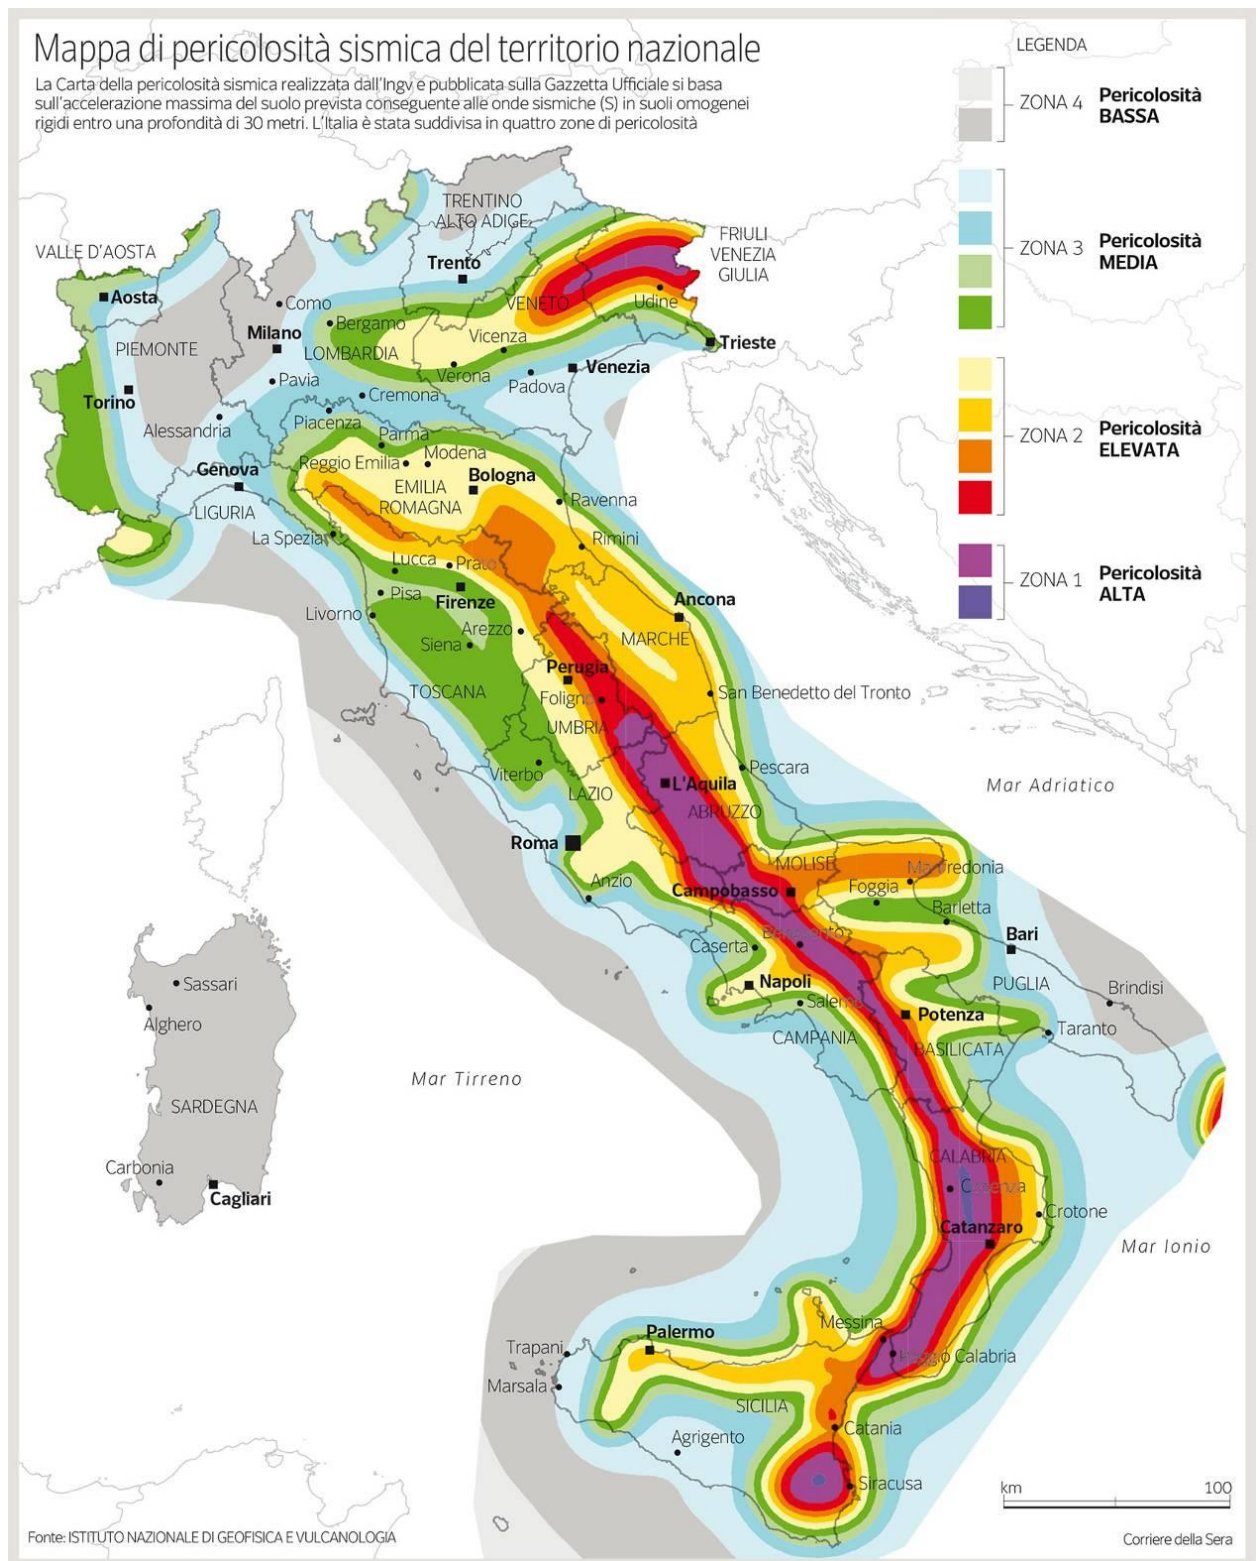 Mappa di pericolosità sismica del territorio nazionale
La Carta della pericolosità sismica realizzata dall'Ingv e pubblicata sulla Gazzetta Ufficiale si basa
sull'accelerazione massima del suolo prevista conseguente alle onde sismiche (S) in suoli omogenei
rigidi entro una profondità di 30 metri. L'Italia è stata suddivisa in quattro zone di pericolosità
LEGENDA
ZONA 4
Pericolosità
BASSA
ZONA 3
Pericolosità
MEDIA
ZONA 2
Pericolosità
ELEVATA
ZONA 1
Pericolosità
ALTA
TRENTINO
ALTO ADIGE
FRIULI
VENEZIA
GIULIA
VALLE D'AOSTA
Trento
Aosta
Como
VENETO
Udine
Bergamo
Milano
Vicenza
Trieste
PIEMONTE
LOMBARDIA
Venezia
Verona
Pavia
Padova
Torino
Cremona
Piacenza
Alessandria
Parma
Modena
Reggio Emilia
Genova
Bologna
EMILIA
ROMAGNA
Ravenna
LIGURIA
La Spezia
Rimini
Lucca
Prato
Pisa
Firenze
Ancona
Livorno
Arezzo
Siena
MARCHE
Perugia
TOSCANA
Foligno
San Benedetto del Tronto
UMBRIA
Viterbo
Pescara
L'Aquila
LAZIO
ABRUZZO
Mar Adriatico
Roma
MOLISE
Manfredonia
Anzio
Campobasso
Foggia
Barletta
Benevento
Bari
Caserta
Napoli
PUGLIA
Brindisi
Sassari
Salerno
Potenza
Alghero
Taranto
CAMPANIA
BASILICATA
Mar Tirreno
SARDEGNA
CALABRIA
Carbonia
Cosenza
Cagliari
Crotone
Catanzaro
Mar Ionio
Messina
Palermo
Trapani
Reggio Calabria
Marsala
SICILIA
Catania
Agrigento
Siracusa
km 100
Fonte: ISTITUTO NAZIONALE DI GEOFISICA E VULCANOLOGIA
Corriere della Sera